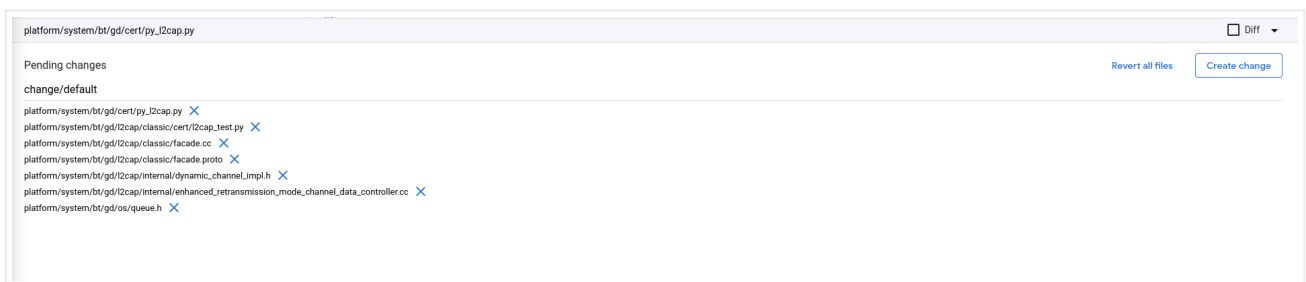 platform/system/bt/gd/cert/py_l2cap.py Diff
Pending changes Revert all files Create change
change/default
platform/system/bt/gd/cert/py_l2cap.py
platform/system/bt/gd/l2cap/classic/cert/l2cap_test.py
platform/system/bt/gd/l2cap/classic/facade.cc
platform/system/bt/gd/l2cap/classic/facade.proto
platform/system/bt/gd/l2cap/internal/dynamic_channel_impl.h
platform/system/bt/gd/l2cap/internal/enhanced_retransmission_mode_channel_data_controller.cc
platform/system/bt/gd/os/queue.h